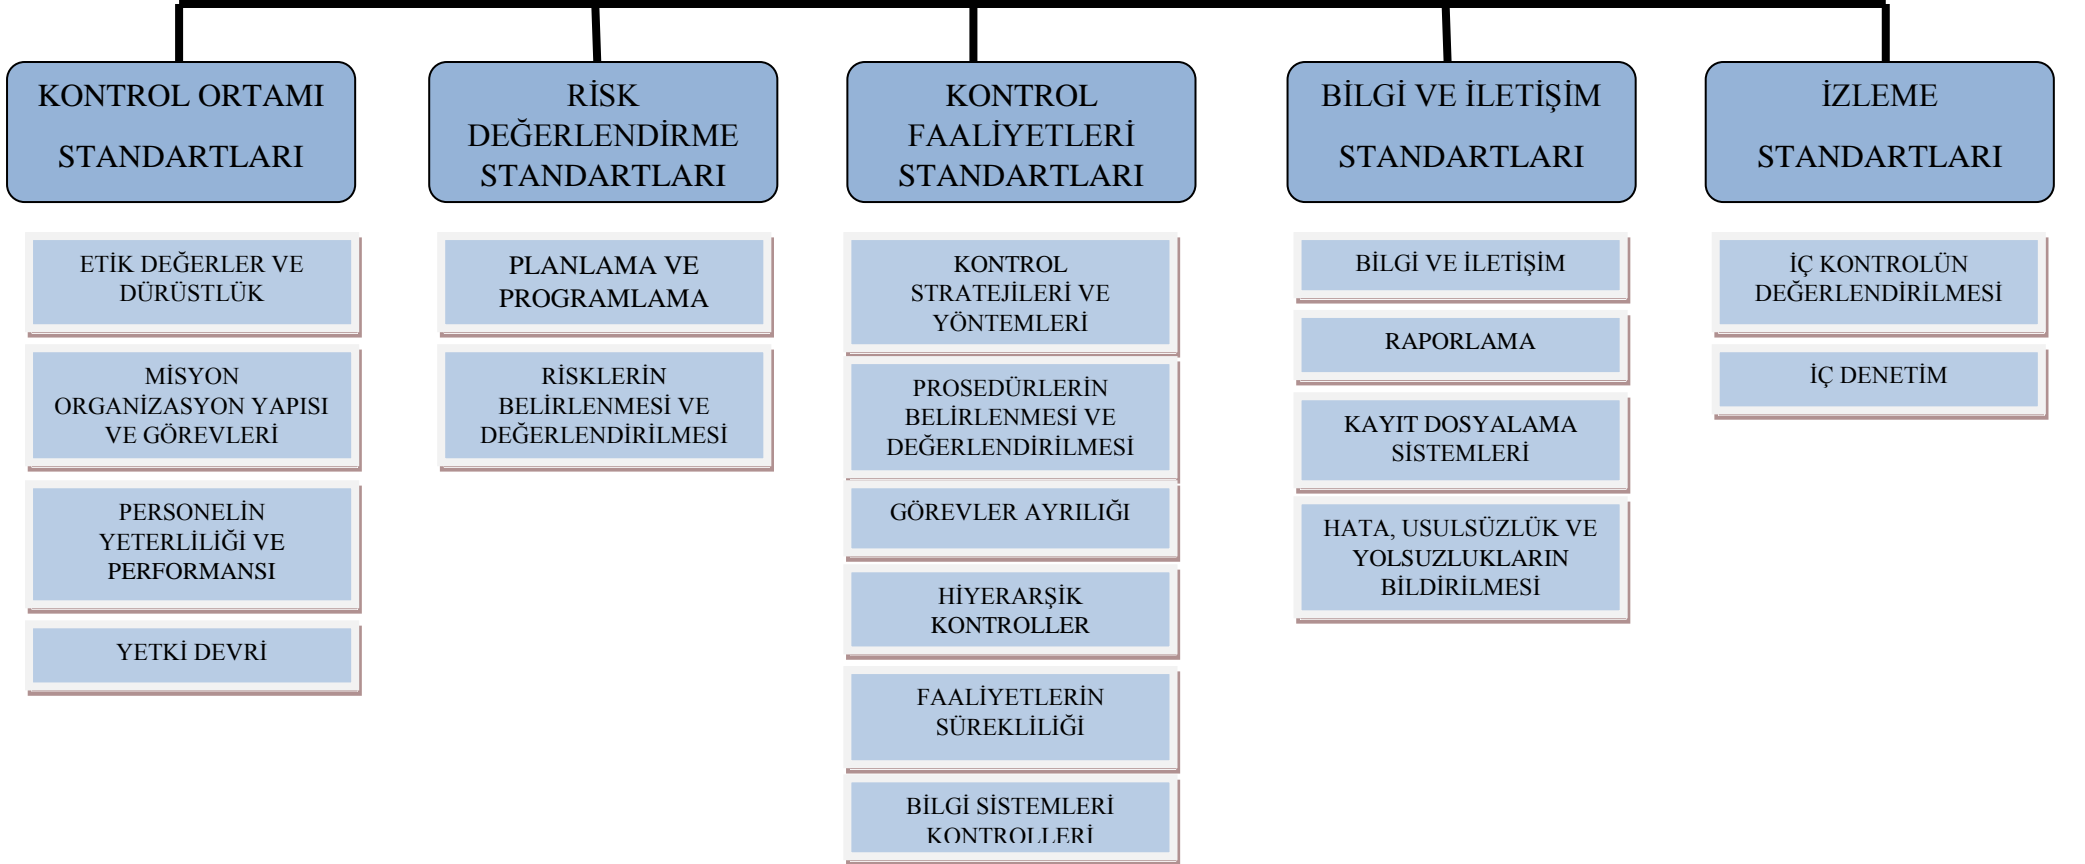 KONTROL ORTAMI
STANDARTLARI
RİSK
DEĞERLENDİRME
STANDARTLARI
KONTROL
FAALİYETLERİ
STANDARTLARI
BİLGİ VE İLETİŞİM
STANDARTLARI
İZLEME
STANDARTLARI
ETİK DEĞERLER VE
DÜRÜSTLÜK
MİSYON
ORGANİZASYON YAPISI
VE GÖREVLERİ
PERSONELİN
YETERLİLİĞİ VE
PERFORMANSI
YETKİ DEVRİ
PLANLAMA VE
PROGRAMLAMA
RİSKLERİN
BELİRLENMESİ VE
DEĞERLENDİRİLMESİ
KONTROL
STRATEJİLERİ VE
YÖNTEMLERİ
PROSEDÜRLERİN
BELİRLENMESİ VE
DEĞERLENDİRİLMESİ
GÖREVLER AYRILIĞI
HİYERARŞİK
KONTROLLER
FAALİYETLERİN
SÜREKLİLİĞİ
BİLGİ SİSTEMLERİ
KONTROLLERİ
BİLGİ VE İLETİŞİM
RAPORLAMA
KAYIT DOSYALAMA
SİSTEMLERİ
HATA, USULSÜZLÜK VE
YOLSUZLUKLARIN
BİLDİRİLMESİ
İÇ KONTROLÜN
DEĞERLENDİRİLMESİ
İÇ DENETİM